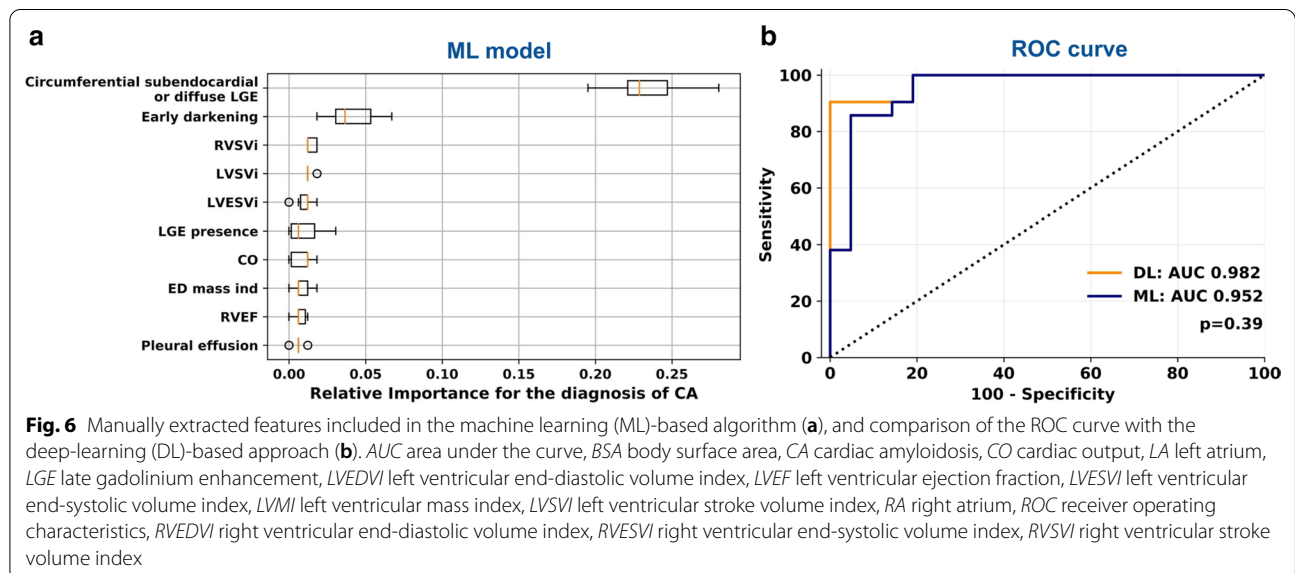 a
ML model
Circumferential subendocardial
or diffuse LGE
Early darkening
RVSVi
LVSVi
LVESVi
LGE presence
CO
ED mass ind
RVEF
Pleural effusion
0.00 0.05 0.10 0.15 0.20 0.25
Relative Importance for the diagnosis of CA
b
ROC curve
Sensitivity
100
80
60
40
20
0
DL: AUC 0.982
ML: AUC 0.952
p=0.39
0 20 40 60 80 100
100 - Specificity
Fig. 6 Manually extracted features included in the machine learning (ML)-based algorithm (a), and comparison of the ROC curve with the
deep-learning (DL)-based approach (b). AUC area under the curve, BSA body surface area, CA cardiac amyloidosis, CO cardiac output, LA left atrium,
LGE late gadolinium enhancement, LVEDVI left ventricular end-diastolic volume index, LVEF left ventricular ejection fraction, LVESVI left ventricular
end-systolic volume index, LVMI left ventricular mass index, LVSVI left ventricular stroke volume index, RA right atrium, ROC receiver operating
characteristics, RVEDVI right ventricular end-diastolic volume index, RVESVI right ventricular end-systolic volume index, RVSVI right ventricular stroke
volume index